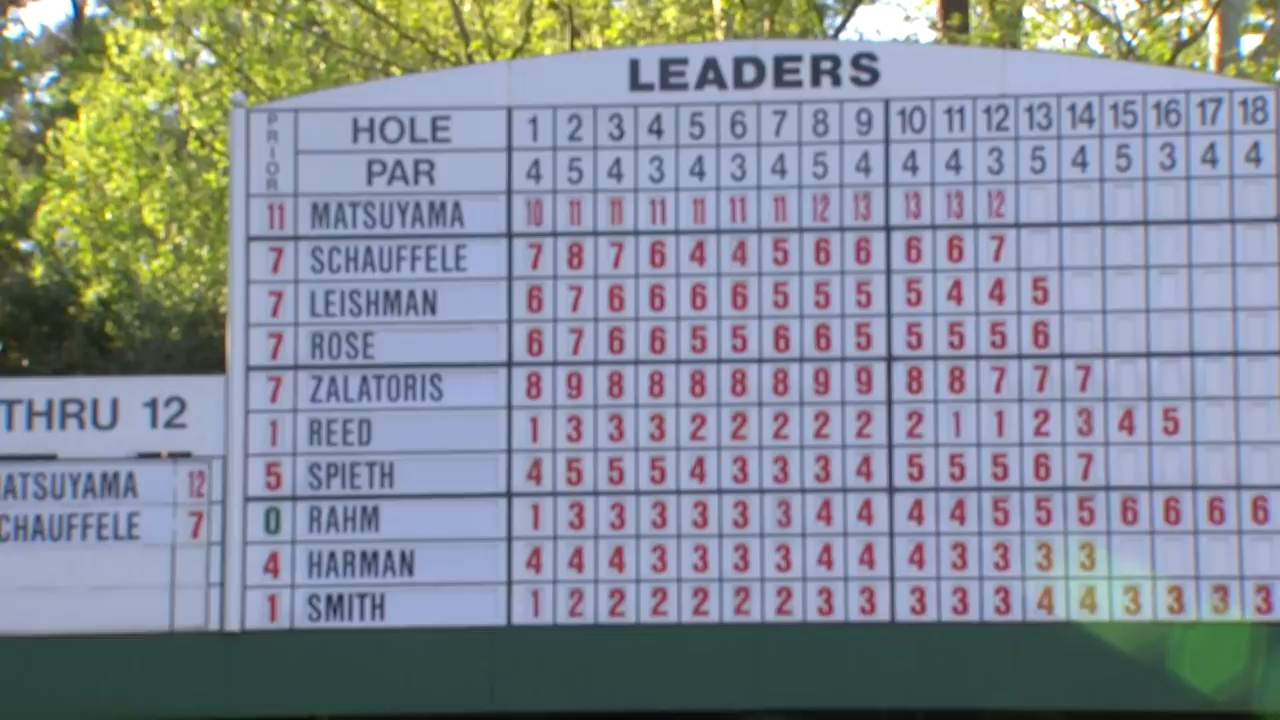 LEADERS
PRIOR HOLE 1 2 3 4 5 6 7 8 9 10 11 12 13 14 15 16 17 18
PAR 4 5 4 3 4 3 4 5 4 4 4 3 5 4 5 3 4 4
11 MATSUYAMA 10 11 11 11 11 11 11 12 13 13 13 12
7 SCHAUFFELE 7 8 7 6 4 4 5 6 6 6 6 7
7 LEISHMAN 6 7 6 6 6 6 5 5 5 5 4 4 5
7 ROSE 6 7 6 6 5 5 6 6 5 5 5 5 6
7 ZALATORIS 8 9 8 8 8 8 8 9 9 8 8 7 7 7
1 REED 1 3 3 3 2 2 2 2 2 2 1 1 2 3 4 5
5 SPIETH 4 5 5 5 4 3 3 3 4 5 5 5 6 7
0 RAHM 1 3 3 3 3 3 3 4 4 4 4 5 5 5 6 6 6 6
4 HARMAN 4 4 4 3 3 3 3 4 4 4 3 3 3 3
1 SMITH 1 2 2 2 2 2 2 3 3 3 3 3 4 4 3 3 3 3
THRU 12
ATSUYAMA 12
CHAUFFELE 7